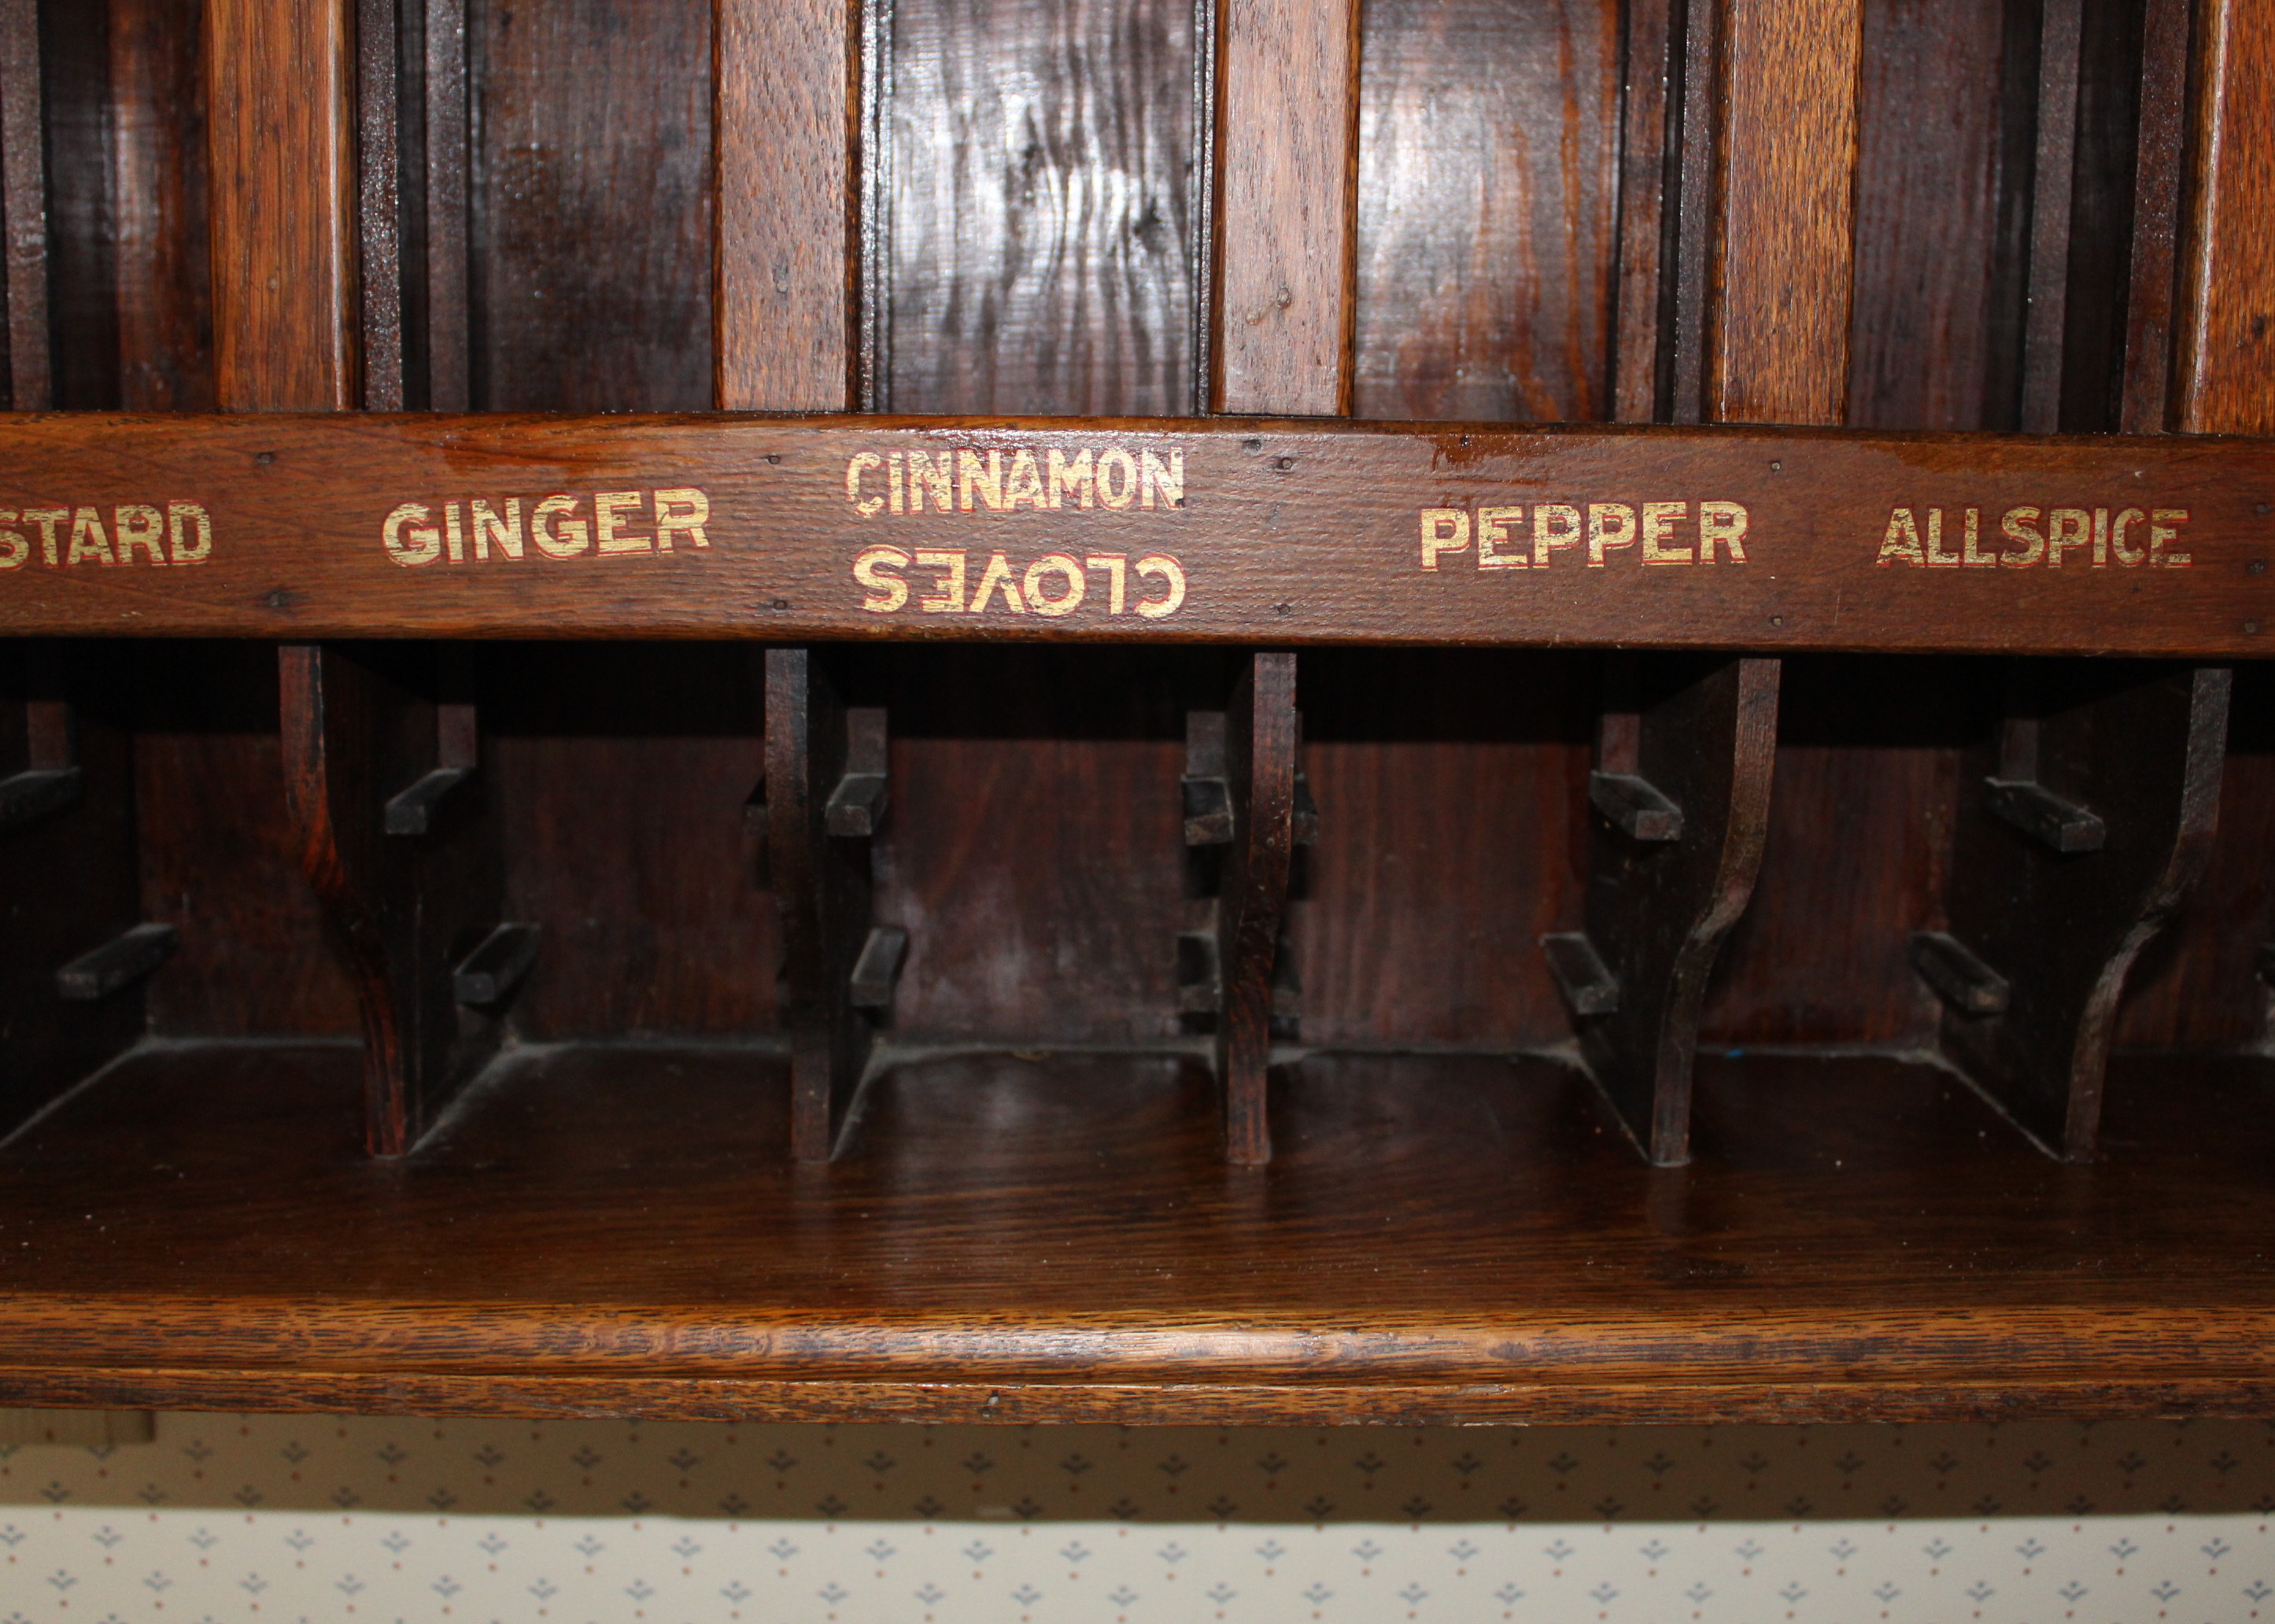 STARD
GINGER
CINNAMON
CLOVES
PEPPER
ALLSPICE